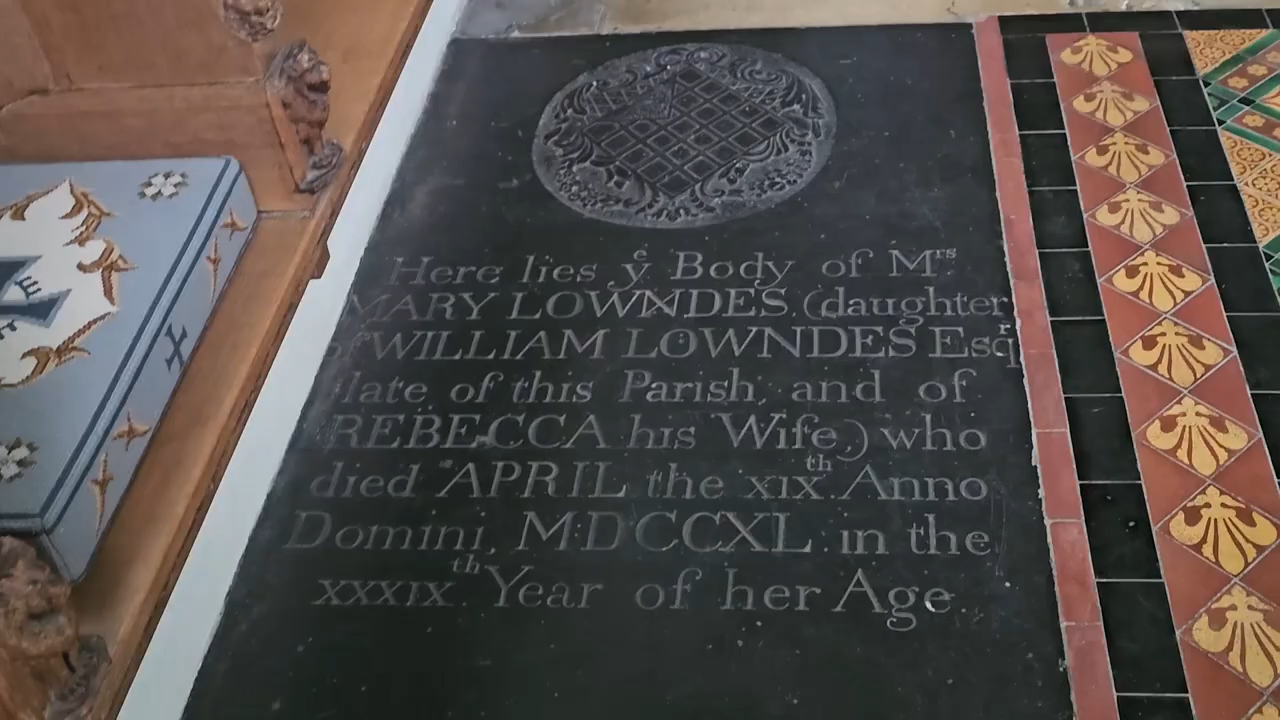 Here lies yᵉ Body of Mʳˢ
MARY LOWNDES (daughter
of WILLIAM LOWNDES Esqʳ
late of this Parish, and of
REBECCA his Wife,) who
died APRIL the XIXᵗʰ Anno
Domini, MDCCXL in the
XXXIXᵗʰ Year of her Age